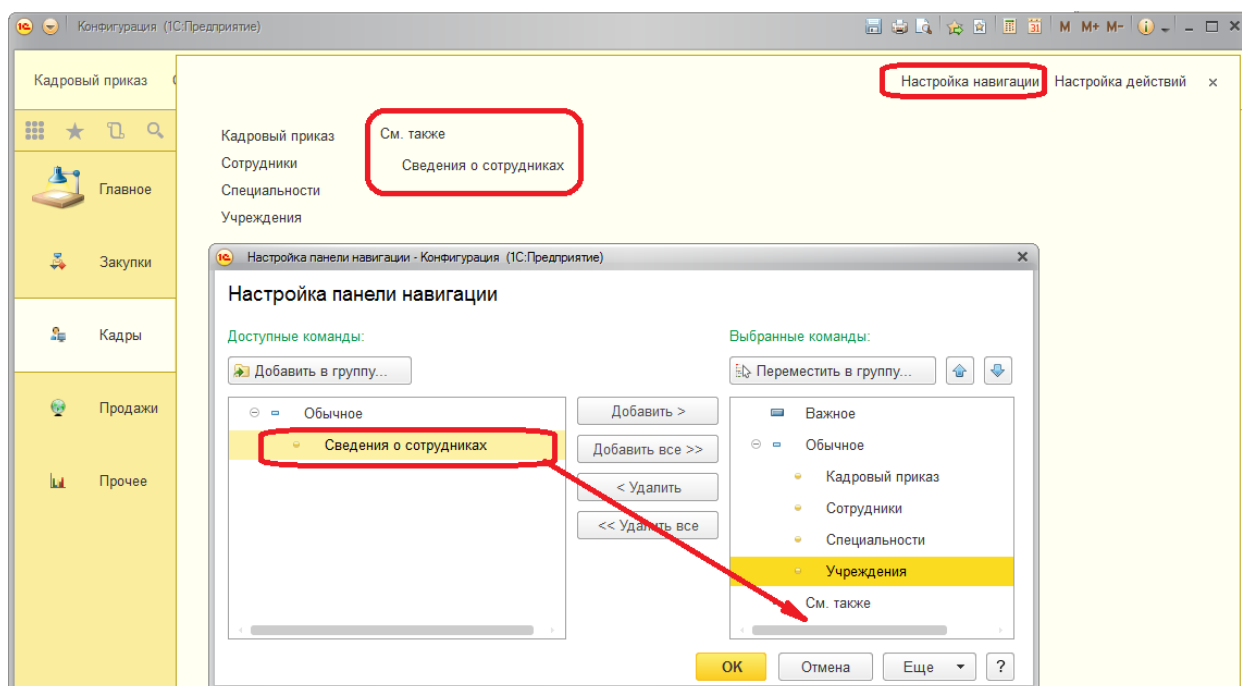 Конфигурация (1С:Предприятие)
31 M M+ M-
Кадровый приказ
Настройка навигации Настройка действий
Кадровый приказ
Сотрудники
Специальности
Учреждения
См. также
Сведения о сотрудниках
Главное
Закупки
Кадры
Продажи
Прочее
Настройка панели навигации - Конфигурация (1С:Предприятие)
Настройка панели навигации
Доступные команды:
Добавить в группу...
Обычное
Сведения о сотрудниках
Добавить >
Добавить все >>
< Удалить
<< Удалить все
Выбранные команды:
Переместить в группу...
Важное
Обычное
Кадровый приказ
Сотрудники
Специальности
Учреждения
См. также
ОК
Отмена
Еще
?